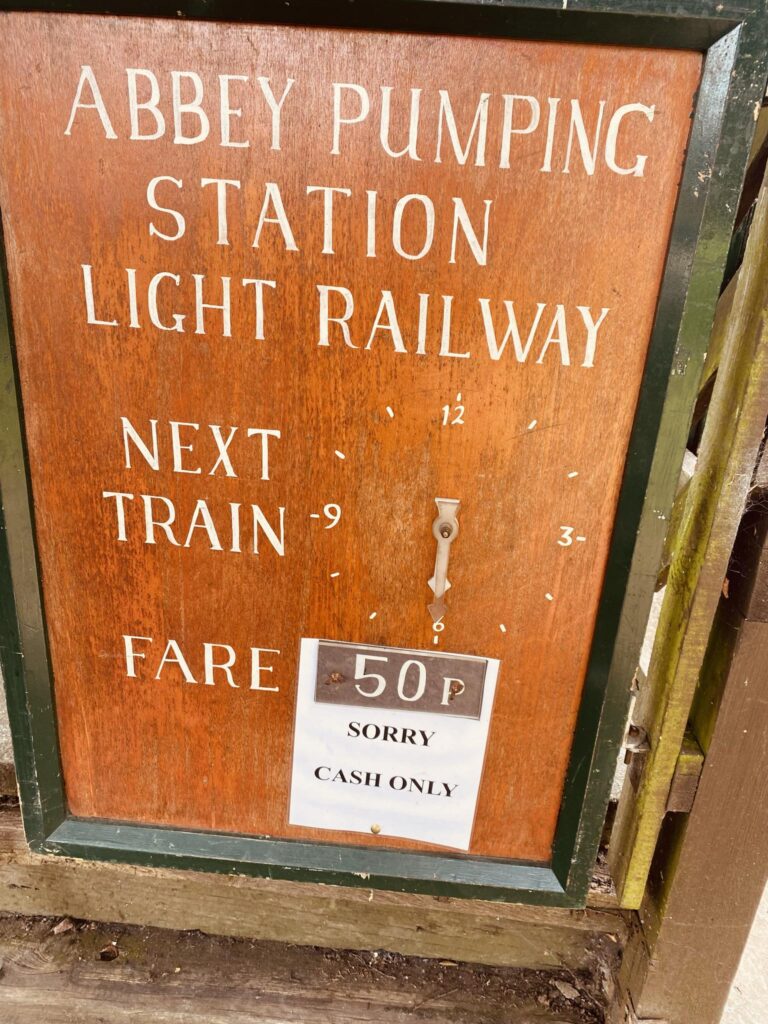 ABBEY PUMPING
STATION
LIGHT RAILWAY
NEXT
TRAIN
12
-9
3-
6
FARE
50P
SORRY
CASH ONLY